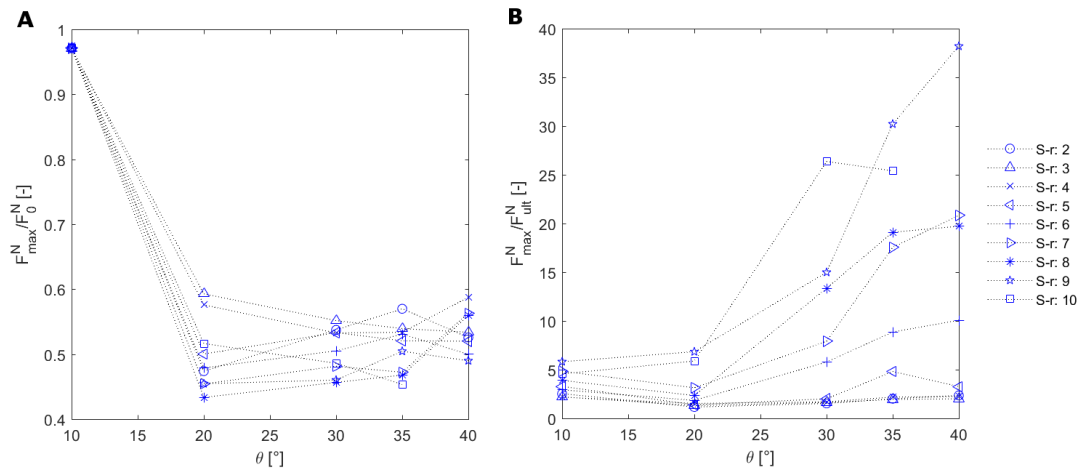 A
1
0.9
0.8
0.7
0.6
0.5
0.4
10
15
20
25
30
35
40
θ [°]
F^N_max/F^N_0 [-]
B
40
35
30
25
20
15
10
5
0
10
15
20
25
30
35
40
θ [°]
F^N_max/F^N_ult [-]
S-r: 2
S-r: 3
S-r: 4
S-r: 5
S-r: 6
S-r: 7
S-r: 8
S-r: 9
S-r: 10